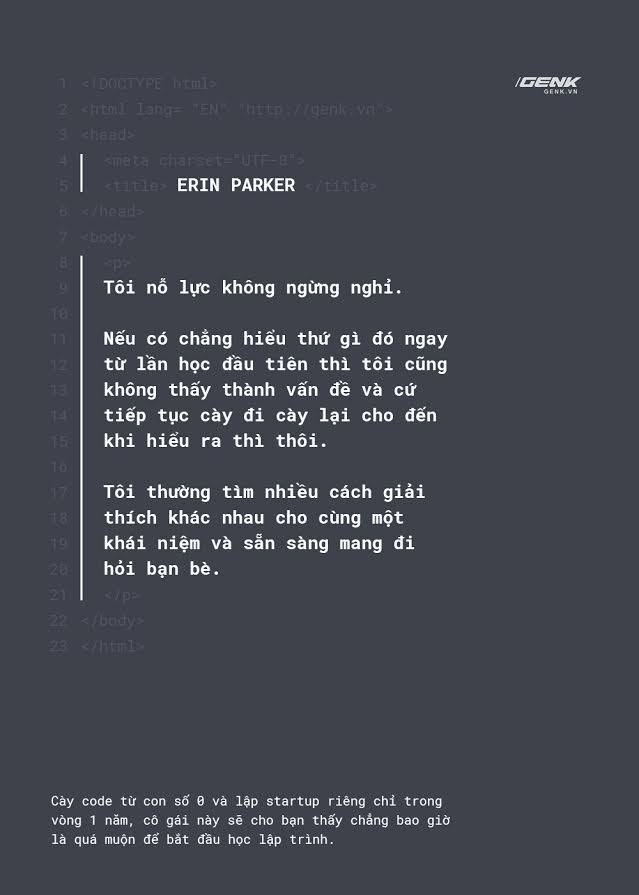 /GENK
GENK.VN
1 <!DOCTYPE html>
2 <html lang= "EN" "http://genk.vn">
3 <head>
4 <meta charset="UTF-8">
5 <title> ERIN PARKER </title>
6 </head>
7 <body>
8 <p>
9 Tôi nỗ lực không ngừng nghỉ.
10
11 Nếu có chẳng hiểu thứ gì đó ngay
12 từ lần học đầu tiên thì tôi cũng
13 không thấy thành vấn đề và cứ
14 tiếp tục cày đi cày lại cho đến
15 khi hiểu ra thì thôi.
16
17 Tôi thường tìm nhiều cách giải
18 thích khác nhau cho cùng một
19 khái niệm và sẵn sàng mang đi
20 hỏi bạn bè.
21 </p>
22 </body>
23 </html>
Cày code từ con số 0 và lập startup riêng chỉ trong
vòng 1 năm, cô gái này sẽ cho bạn thấy chẳng bao giờ
là quá muộn để bắt đầu học lập trình.